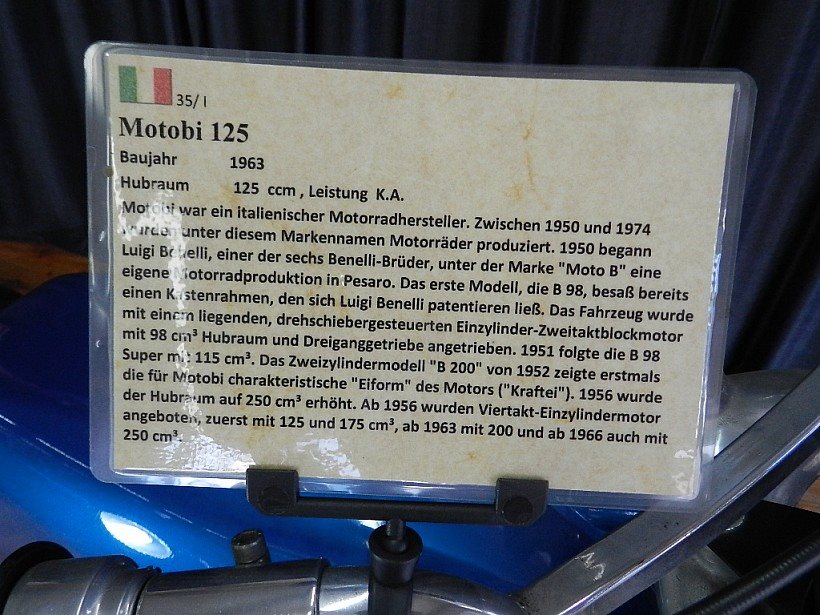 35/ I
Motobi 125
Baujahr 1963
Hubraum 125 ccm , Leistung K.A.
Motobi war ein italienischer Motorradhersteller. Zwischen 1950 und 1974
wurden unter diesem Markennamen Motorräder produziert. 1950 begann
Luigi Benelli, einer der sechs Benelli-Brüder, unter der Marke "Moto B" eine
eigene Motorradproduktion in Pesaro. Das erste Modell, die B 98, besaß bereits
einen Kastenrahmen, den sich Luigi Benelli patentieren ließ. Das Fahrzeug wurde
mit einem liegenden, drehschiebergesteuerten Einzylinder-Zweitaktblockmotor
mit 98 cm³ Hubraum und Dreiganggetriebe angetrieben. 1951 folgte die B 98
Super mit 115 cm³. Das Zweizylindermodell "B 200" von 1952 zeigte erstmals
die für Motobi charakteristische "Eiform" des Motors ("Kraftei"). 1956 wurde
der Hubraum auf 250 cm³ erhöht. Ab 1956 wurden Viertakt-Einzylindermotor
angeboten, zuerst mit 125 und 175 cm³, ab 1963 mit 200 und ab 1966 auch mit
250 cm³.